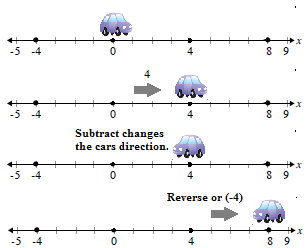 -5 -4 0 4 8 9 x
4
-5 -4 0 4 8 9 x
Subtract changes
the cars direction.
-5 -4 0 4 8 9 x
Reverse or (-4)
-5 -4 0 4 8 9 x